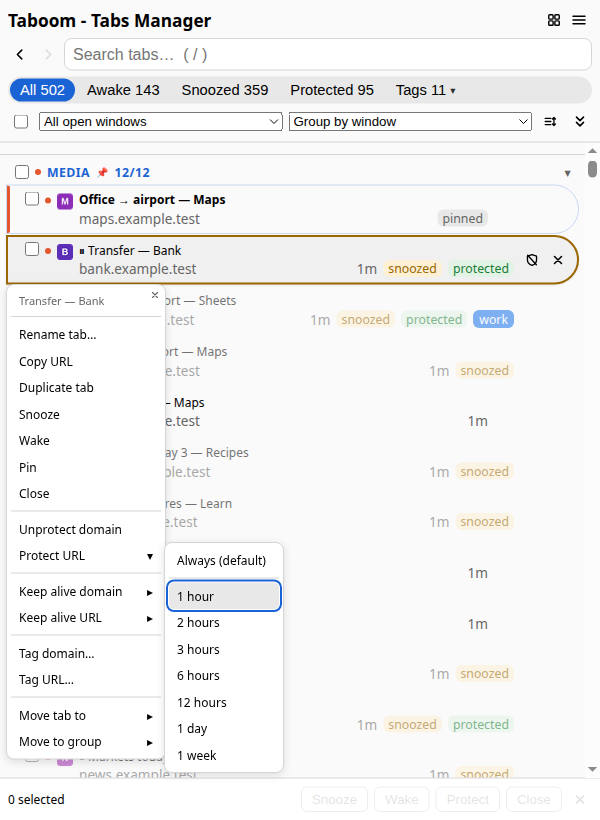 Taboom - Tabs Manager
Search tabs… ( / )
All 502 Awake 143 Snoozed 359 Protected 95 Tags 11 ▾
All open windows Group by window
MEDIA 📌 12/12
M Office → airport — Maps
maps.example.test pinned
B Transfer — Bank
bank.example.test 1m snoozed protected
Transfer — Bank ×
ort — Sheets
.test 1m snoozed protected work
Rename tab...
ort — Maps
Copy URL e.test 1m snoozed
Duplicate tab
– Maps
Snooze e.test 1m
Wake
ay 3 — Recipes
Pin ple.test 1m snoozed
Close
res — Learn
.test 1m snoozed
Unprotect domain
Protect URL ▾
Always (default)
1m
Keep alive domain ▸
1 hour
Keep alive URL ▸
2 hours
1m
Tag domain...
3 hours
Tag URL...
6 hours
1m snoozed
12 hours
Move tab to ▸
1 day
1m snoozed protected
Move to group ▸
1 week
news.example.test 1m snoozed
0 selected Snooze Wake Protect Close ×